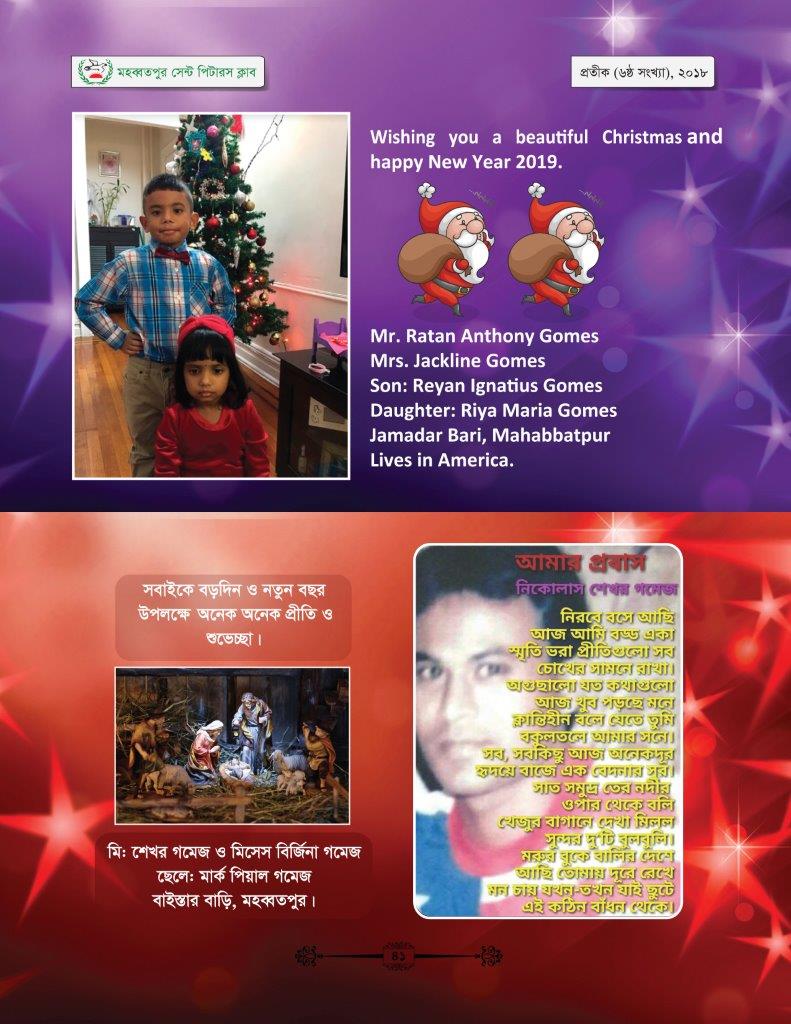 মহব্বতপুর সেন্ট পিটারস ক্লাব
প্রতীক (৬ষ্ঠ সংখ্যা), ২০১৮
Wishing you a beautiful Christmas and
happy New Year 2019.
Mr. Ratan Anthony Gomes
Mrs. Jackline Gomes
Son: Reyan Ignatius Gomes
Daughter: Riya Maria Gomes
Jamadar Bari, Mahabbatpur
Lives in America.
সবাইকে বড়দিন ও নতুন বছর
উপলক্ষে অনেক অনেক প্রীতি ও
শুভেচ্ছা।
মি: শেখর গমেজ ও মিসেস বির্জিনা গমেজ
ছেলে: মার্ক পিয়াল গমেজ
বাইস্তার বাড়ি, মহব্বতপুর।
আমার প্রবাস
নিকোলাস শেখর গমেজ
নিরবে বসে আছি
আজ আমি বড্ড একা
স্মৃতি ভরা প্রীতিগুলো সব
চোখের সামনে রাখা।
অগুছালো যত কথাগুলো
আজ খুব পড়ছে মনে
ক্লান্তিহীন বলে যেতে তুমি
বকুলতলে আমার সনে।
সব, সবকিছু আজ অনেকদূর
হৃদয়ে বাজে এক বেদনার সুর।
সাত সমুদ্র তের নদীর
ওপার থেকে বলি
খেজুর বাগানে দেখা মিলল
সুন্দর দু'টি বুলবুলি।
মরুর বুকে বালির দেশে
আছি তোমায় দূরে রেখে
মন চায় যখন-তখন যাই ছুটে
এই কঠিন বাঁধন থেকে।
৪১